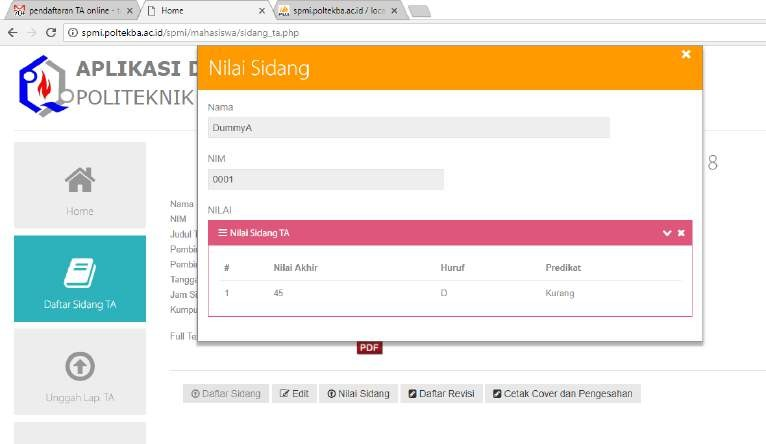 pendaftaran TA online - t
Home
spmi.poltekba.ac.id / loca
spmi.poltekba.ac.id/spmi/mahasiswa/sidang_ta.php
APLIKASI D
POLITEKNIK
Nilai Sidang
Nama
DummyA
NIM
0001
NILAI
Nilai Sidang TA
# Nilai Akhir Huruf Predikat
1 45 D Kurang
8
Home
Daftar Sidang TA
Unggah Lap. TA
Nama
NIM
Judul T
Pembi
Pembi
Tangga
Jam Si
Kumpu
Full Te
PDF
Daftar Sidang Edit Nilai Sidang Daftar Revisi Cetak Cover dan Pengesahan